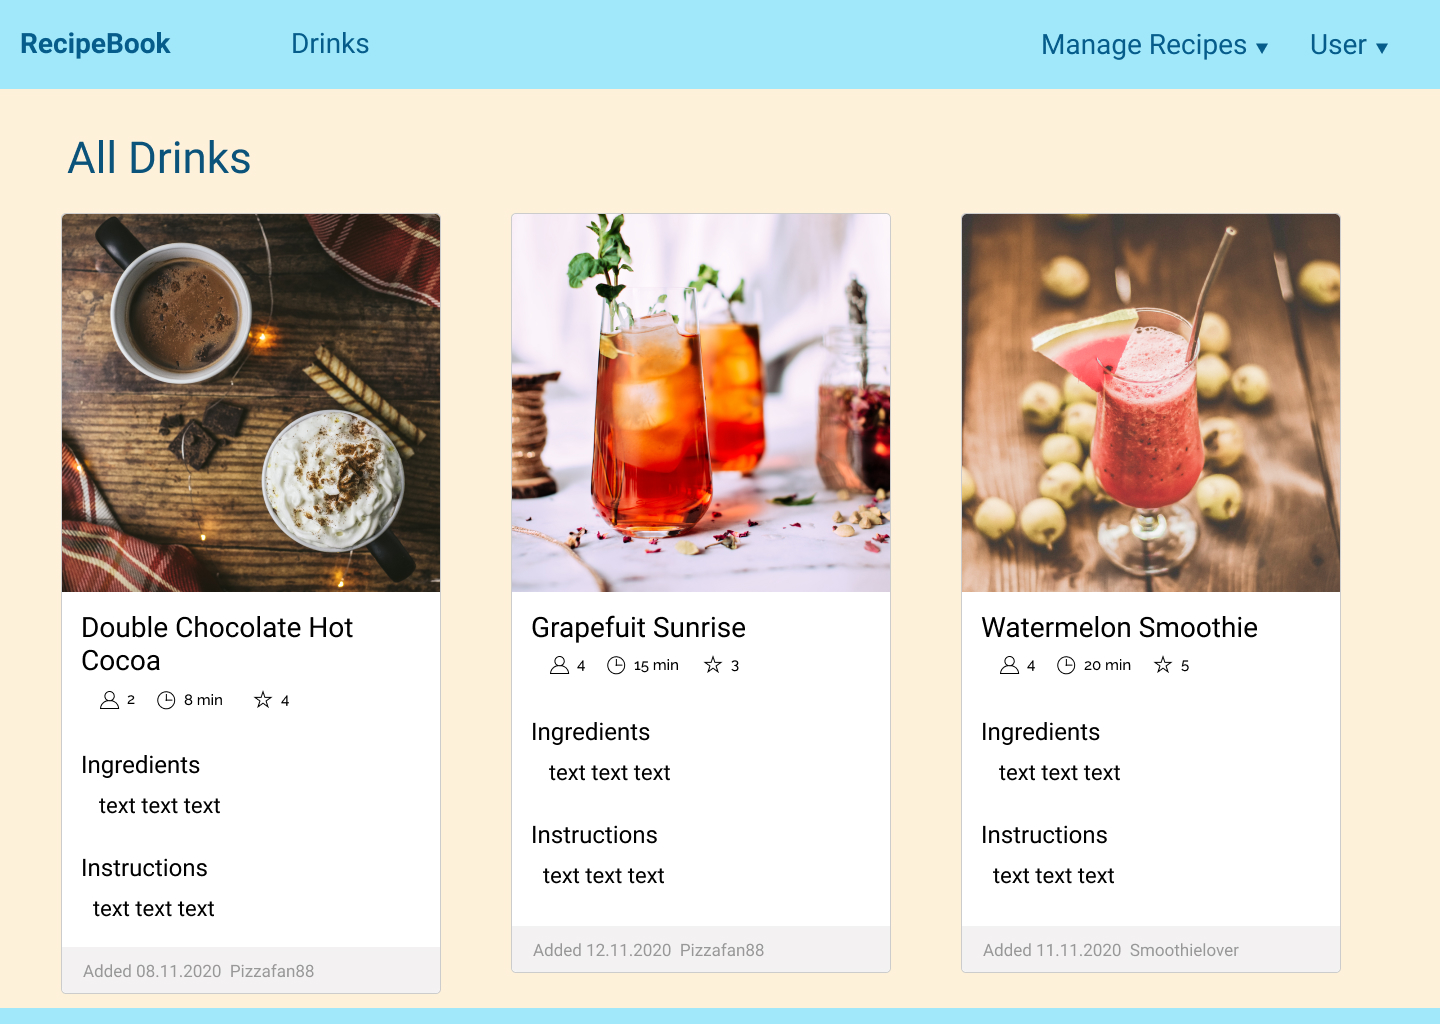 RecipeBook Drinks Manage Recipes ▼ User ▼
All Drinks
Double Chocolate Hot
Cocoa
2 8 min 4
Ingredients
text text text
Instructions
text text text
Added 08.11.2020 Pizzafan88
Grapefuit Sunrise
4 15 min 3
Ingredients
text text text
Instructions
text text text
Added 12.11.2020 Pizzafan88
Watermelon Smoothie
4 20 min 5
Ingredients
text text text
Instructions
text text text
Added 11.11.2020 Smoothielover